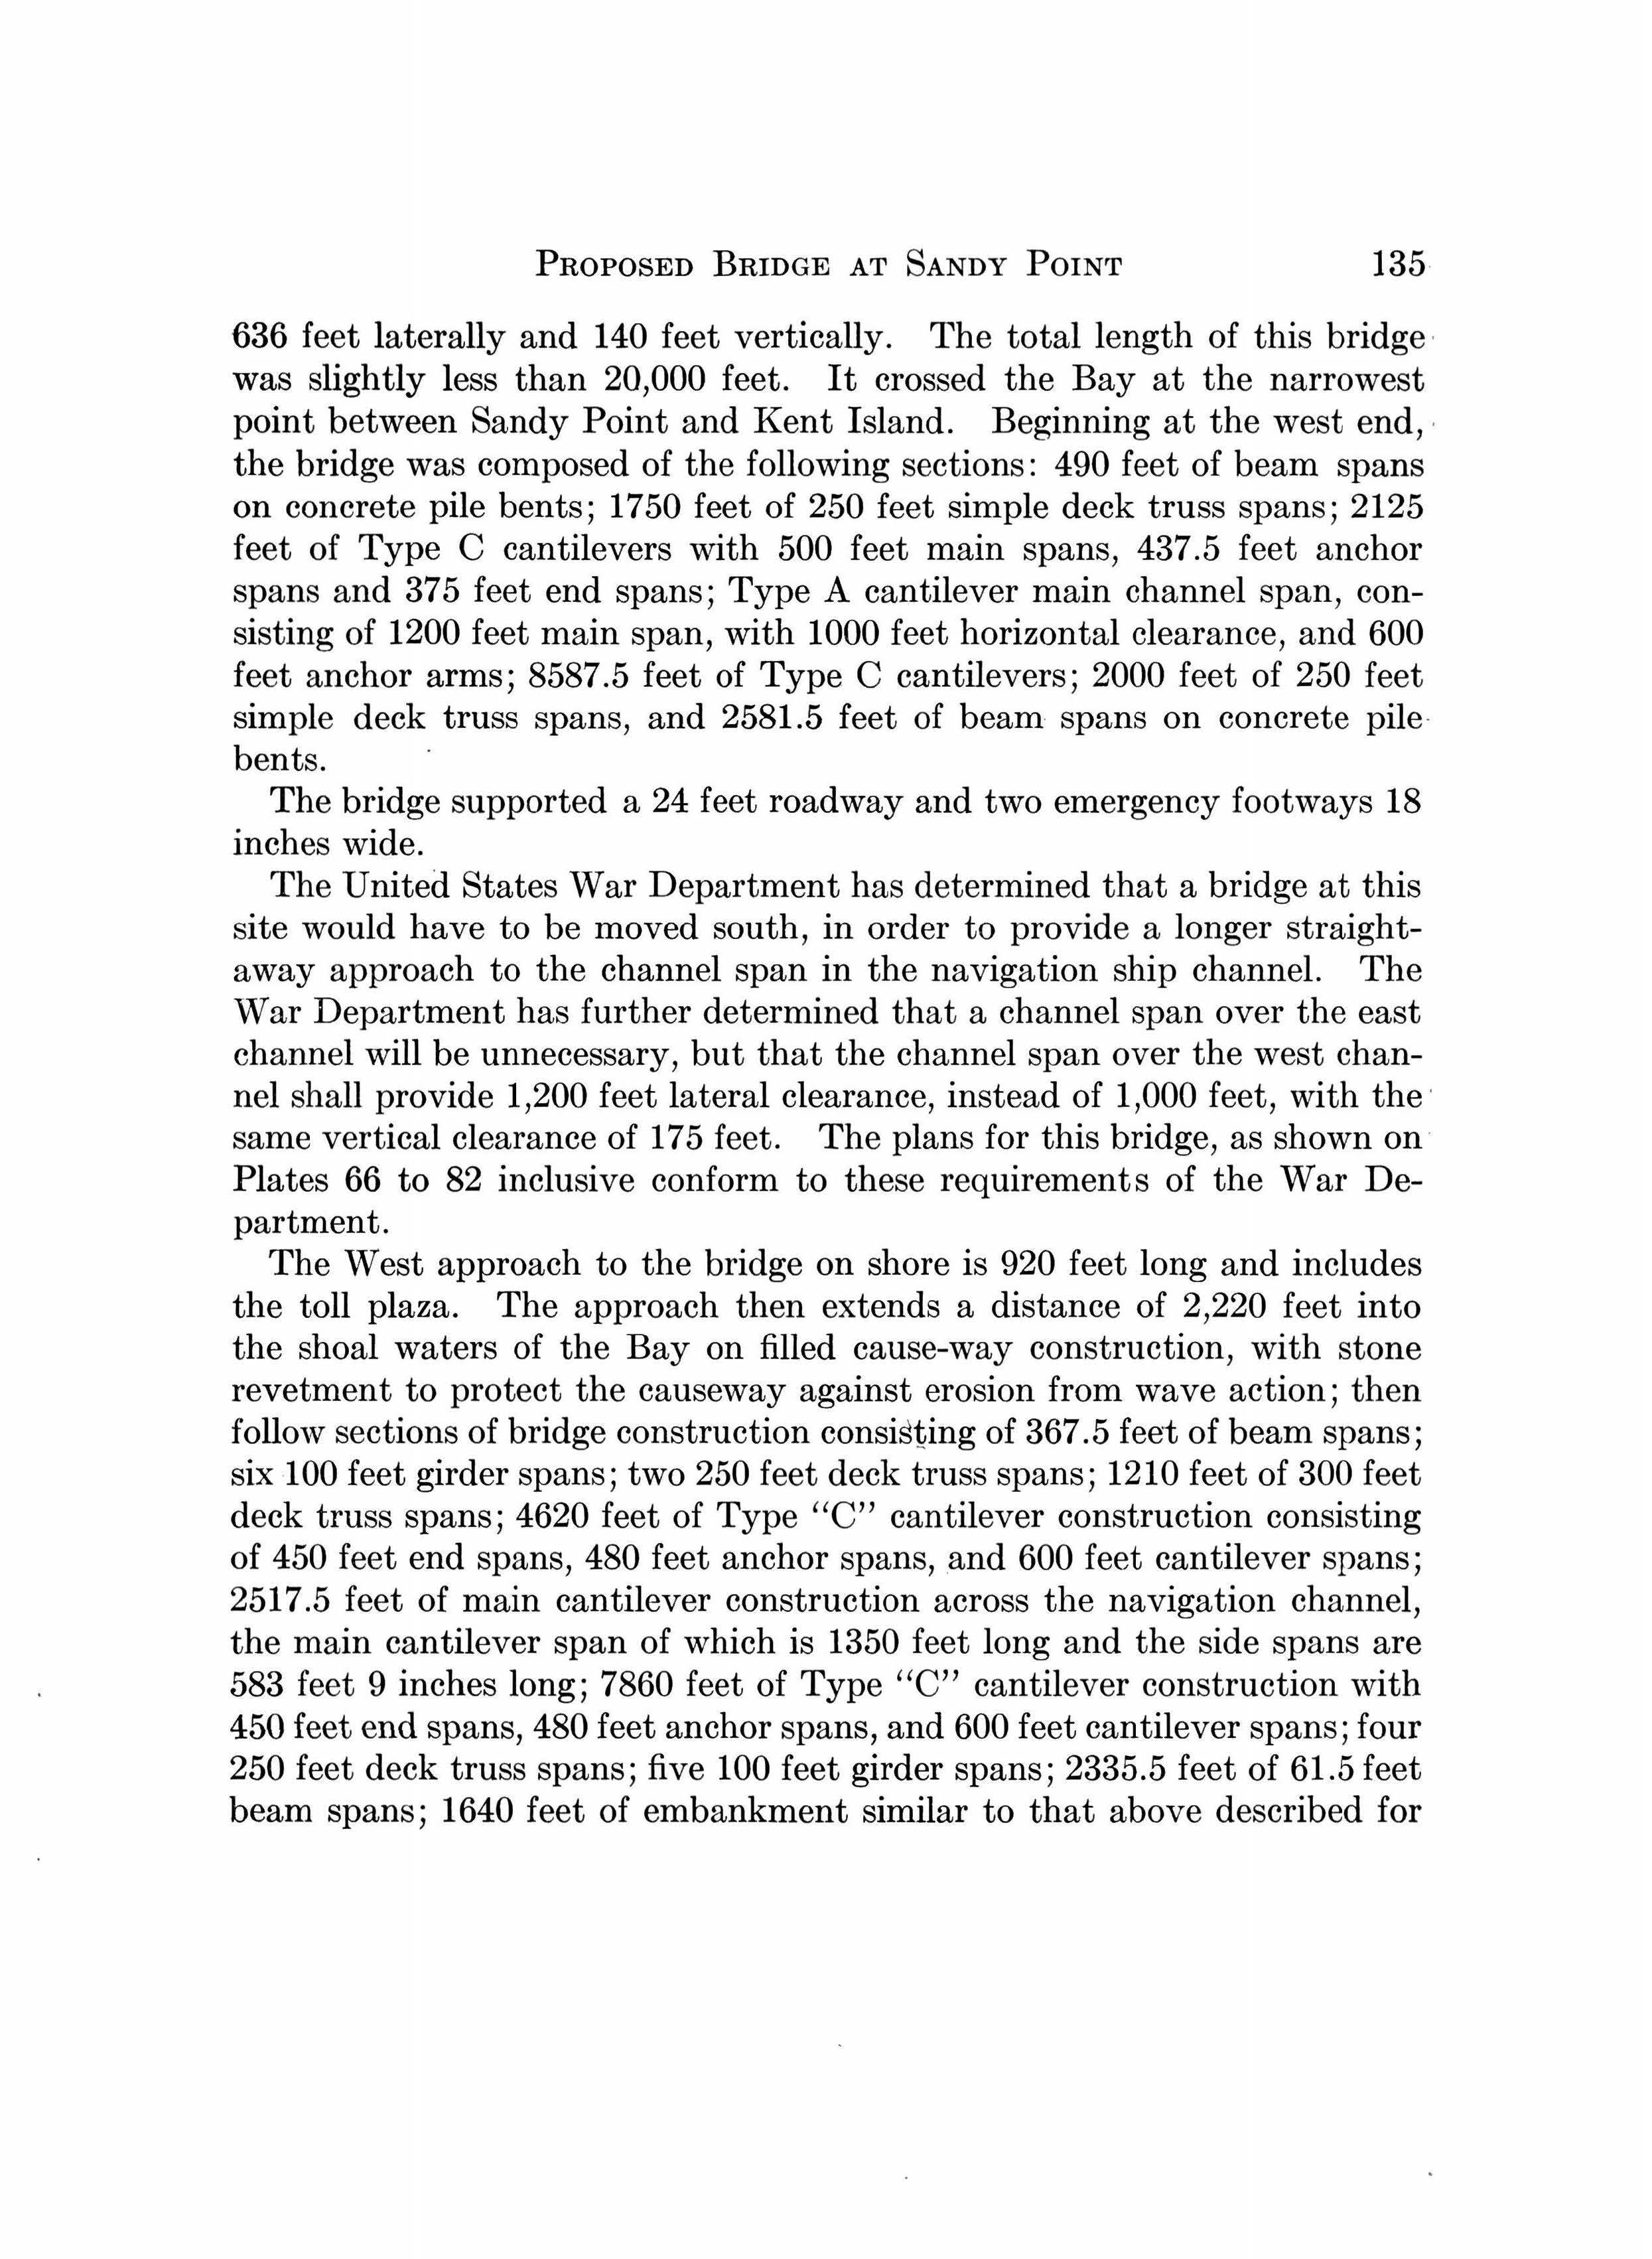 PROPOSED BRIDGE AT SANDY POINT 135
636 feet laterally and 140 feet vertically. The total length of this bridge
was slightly less than 20,000 feet. It crossed the Bay at the narrowest
point between Sandy Point and Kent Island. Beginning at the west end,
the bridge was composed of the following sections: 490 feet of beam spans
on concrete pile bents; 1750 feet of 250 feet simple deck truss spans; 2125
feet of Type C cantilevers with 500 feet main spans, 437.5 feet anchor
spans and 375 feet end spans; Type A cantilever main channel span, con-
sisting of 1200 feet main span, with 1000 feet horizontal clearance, and 600
feet anchor arms; 8587.5 feet of Type C cantilevers; 2000 feet of 250 feet
simple deck truss spans, and 2581.5 feet of beam spans on concrete pile
bents.
The bridge supported a 24 feet roadway and two emergency footways 18
inches wide.
The United States War Department has determined that a bridge at this
site would have to be moved south, in order to provide a longer straight-
away approach to the channel span in the navigation ship channel. The
War Department has further determined that a channel span over the east
channel will be unnecessary, but that the channel span over the west chan-
nel shall provide 1,200 feet lateral clearance, instead of 1,000 feet, with the
same vertical clearance of 175 feet. The plans for this bridge, as shown on
Plates 66 to 82 inclusive conform to these requirements of the War De-
partment.
The West approach to the bridge on shore is 920 feet long and includes
the toll plaza. The approach then extends a distance of 2,220 feet into
the shoal waters of the Bay on filled cause-way construction, with stone
revetment to protect the causeway against erosion from wave action; then
follow sections of bridge construction consisting of 367.5 feet of beam spans;
six 100 feet girder spans; two 250 feet deck truss spans; 1210 feet of 300 feet
deck truss spans; 4620 feet of Type “C” cantilever construction consisting
of 450 feet end spans, 480 feet anchor spans, and 600 feet cantilever spans;
2517.5 feet of main cantilever construction across the navigation channel,
the main cantilever span of which is 1350 feet long and the side spans are
583 feet 9 inches long; 7860 feet of Type “C” cantilever construction with
450 feet end spans, 480 feet anchor spans, and 600 feet cantilever spans; four
250 feet deck truss spans; five 100 feet girder spans; 2335.5 feet of 61.5 feet
beam spans; 1640 feet of embankment similar to that above described for